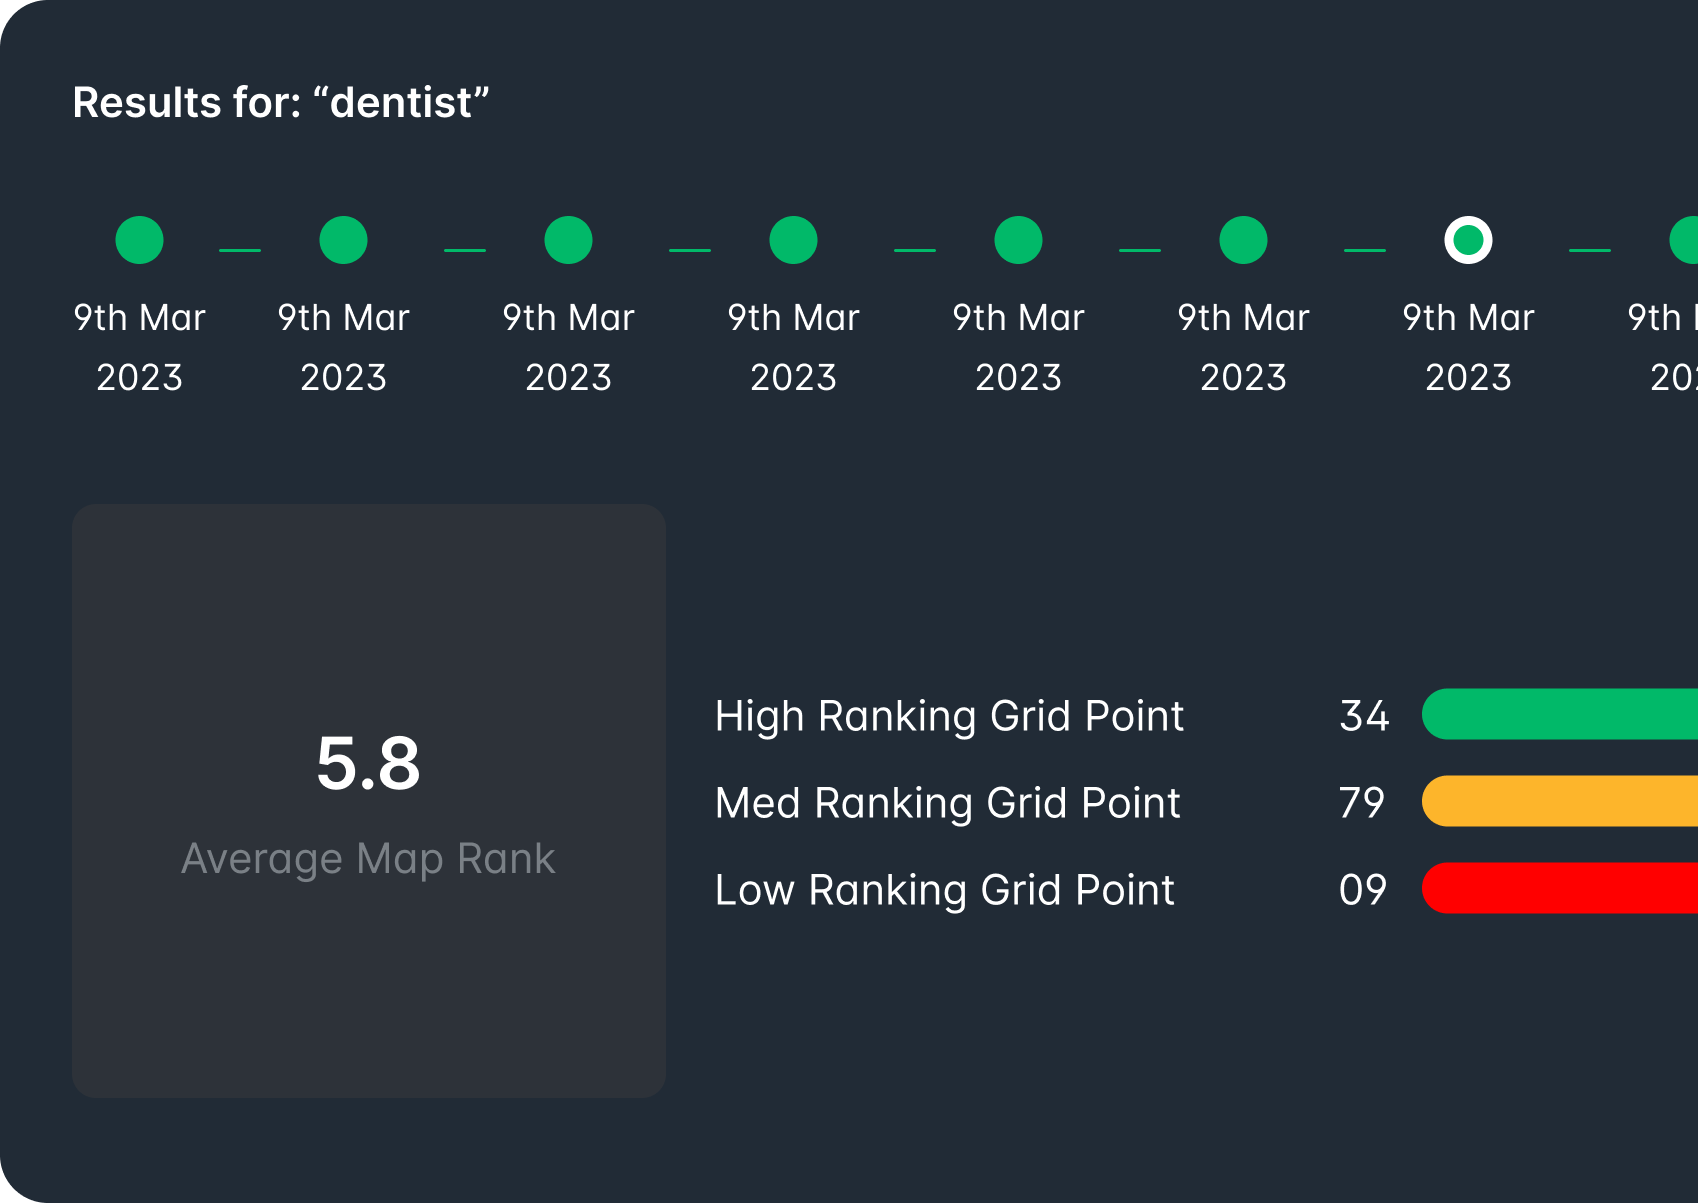 Results for: “dentist”
9th Mar 9th Mar 9th Mar 9th Mar 9th Mar 9th Mar 9th Mar 9th
2023 2023 2023 2023 2023 2023 2023
5.8
Average Map Rank
High Ranking Grid Point 34
Med Ranking Grid Point 79
Low Ranking Grid Point 09